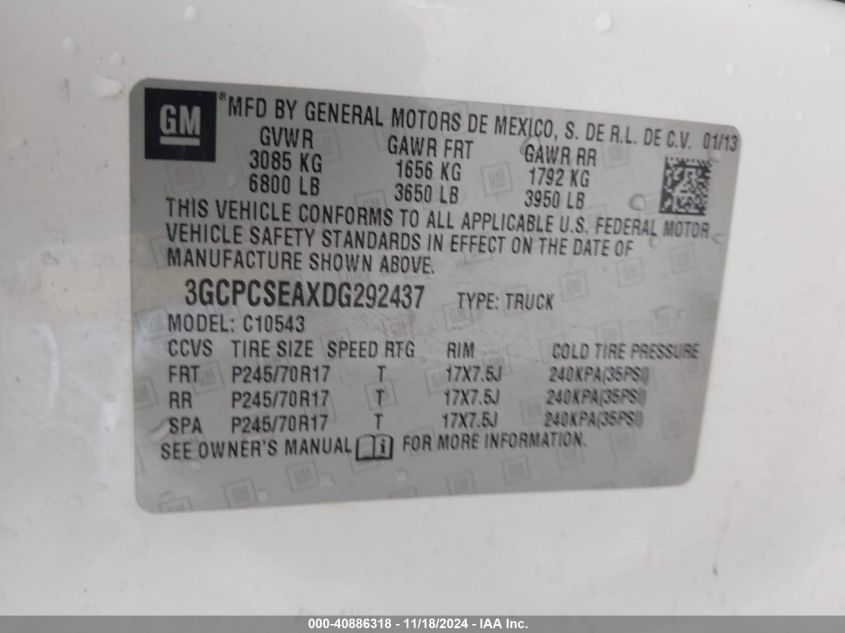 GM
*MFD BY GENERAL MOTORS DE MEXICO, S. DE R.L. DE C.V. 01/13
GVWR GAWR FRT GAWR RR
3085 KG 1656 KG 1792 KG
6800 LB 3650 LB 3950 LB
THIS VEHICLE CONFORMS TO ALL APPLICABLE U.S. FEDERAL MOTOR
VEHICLE SAFETY STANDARDS IN EFFECT ON THE DATE OF
MANUFACTURE SHOWN ABOVE.
3GCPCSEAXDG292437 TYPE: TRUCK
MODEL: C10543
CCVS TIRE SIZE SPEED RTG RIM COLD TIRE PRESSURE
FRT P245/70R17 T 17X7.5J 240KPA(35PSI)
RR P245/70R17 T 17X7.5J 240KPA(35PSI)
SPA P245/70R17 T 17X7.5J 240KPA(35PSI)
SEE OWNER'S MANUAL i FOR MORE INFORMATION.
000-40886318 - 11/18/2024 - IAA Inc.